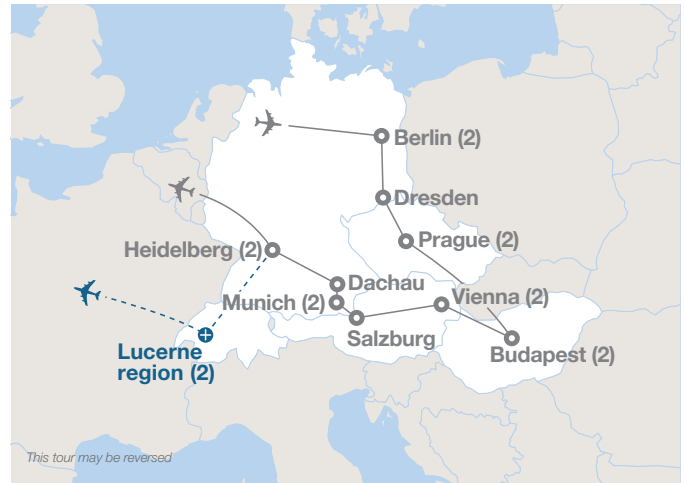 Berlin (2)
Dresden
Prague (2)
Heidelberg (2)
Dachau
Munich (2)
Vienna (2)
Salzburg
Budapest (2)
Lucerne
region (2)
This tour may be reversed